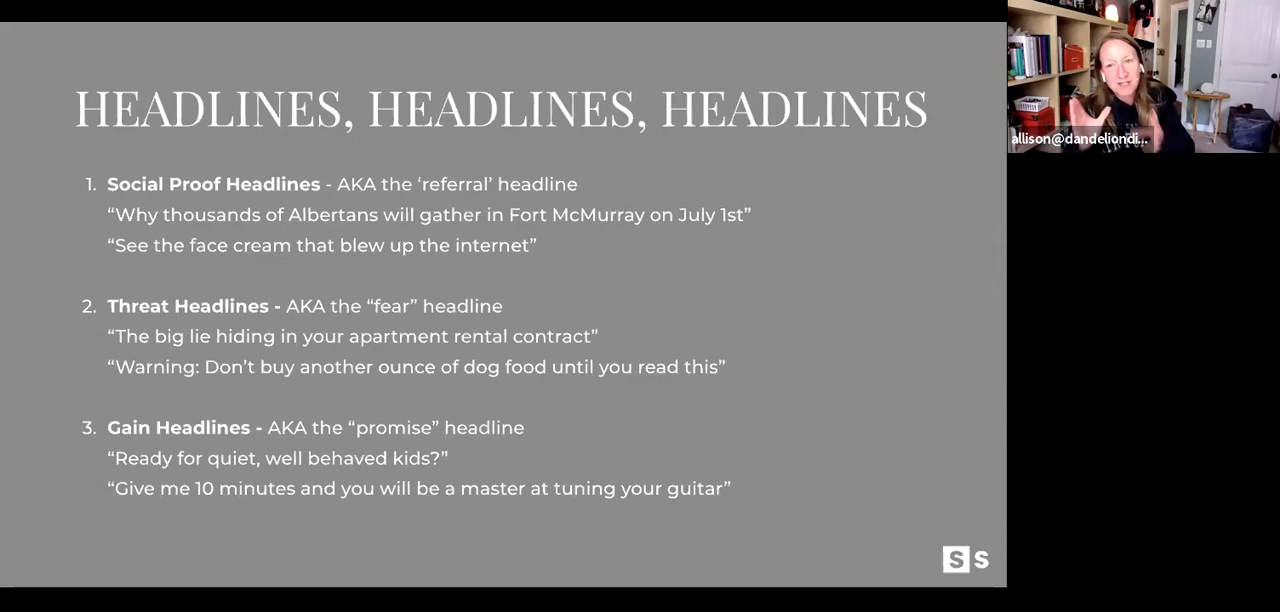 HEADLINES, HEADLINES, HEADLINES
1. Social Proof Headlines - AKA the ‘referral’ headline
“Why thousands of Albertans will gather in Fort McMurray on July 1st”
“See the face cream that blew up the internet”
2. Threat Headlines - AKA the “fear” headline
“The big lie hiding in your apartment rental contract”
“Warning: Don’t buy another ounce of dog food until you read this”
3. Gain Headlines - AKA the “promise” headline
“Ready for quiet, well behaved kids?”
“Give me 10 minutes and you will be a master at tuning your guitar”
S S
allison@dandeliondi...